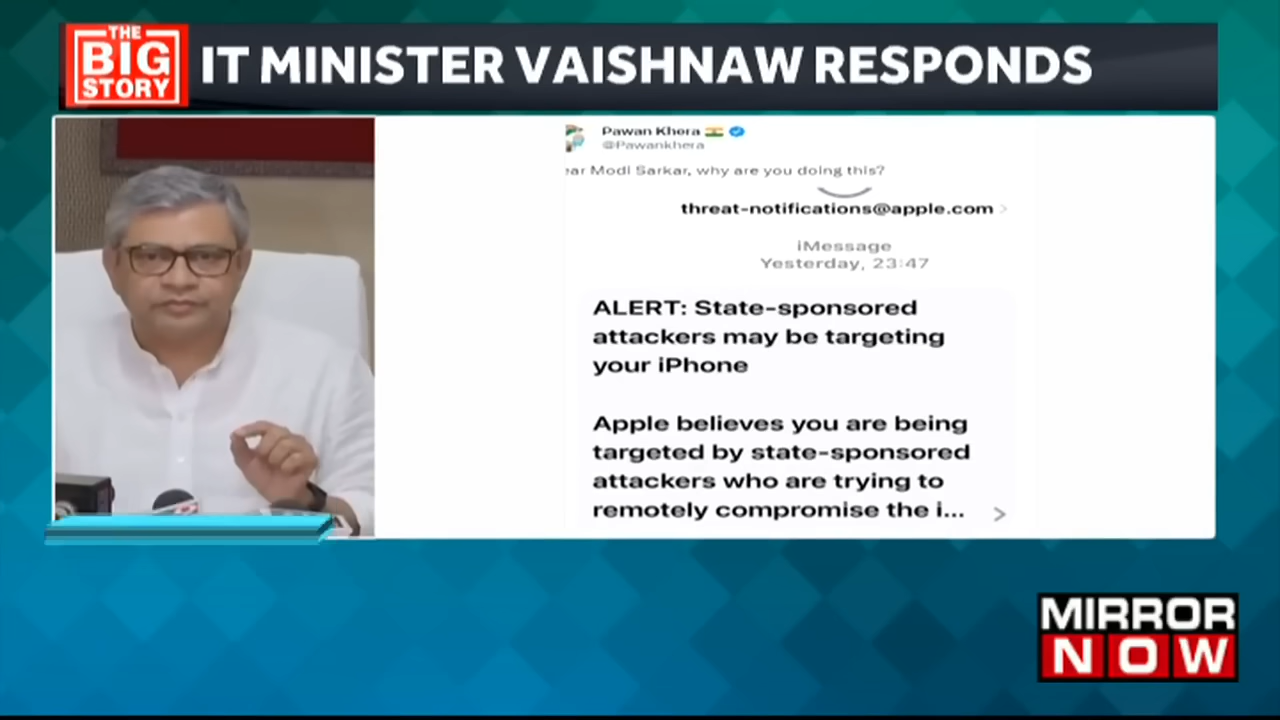 THE
BIG
STORY
IT MINISTER VAISHNAW RESPONDS
Pawan Khera
@Pawankhera
ear Modi Sarkar, why are you doing this?
threat-notifications@apple.com >
iMessage
Yesterday, 23:47
ALERT: State-sponsored
attackers may be targeting
your iPhone
Apple believes you are being
targeted by state-sponsored
attackers who are trying to
remotely compromise the i... >
MIRROR
NOW